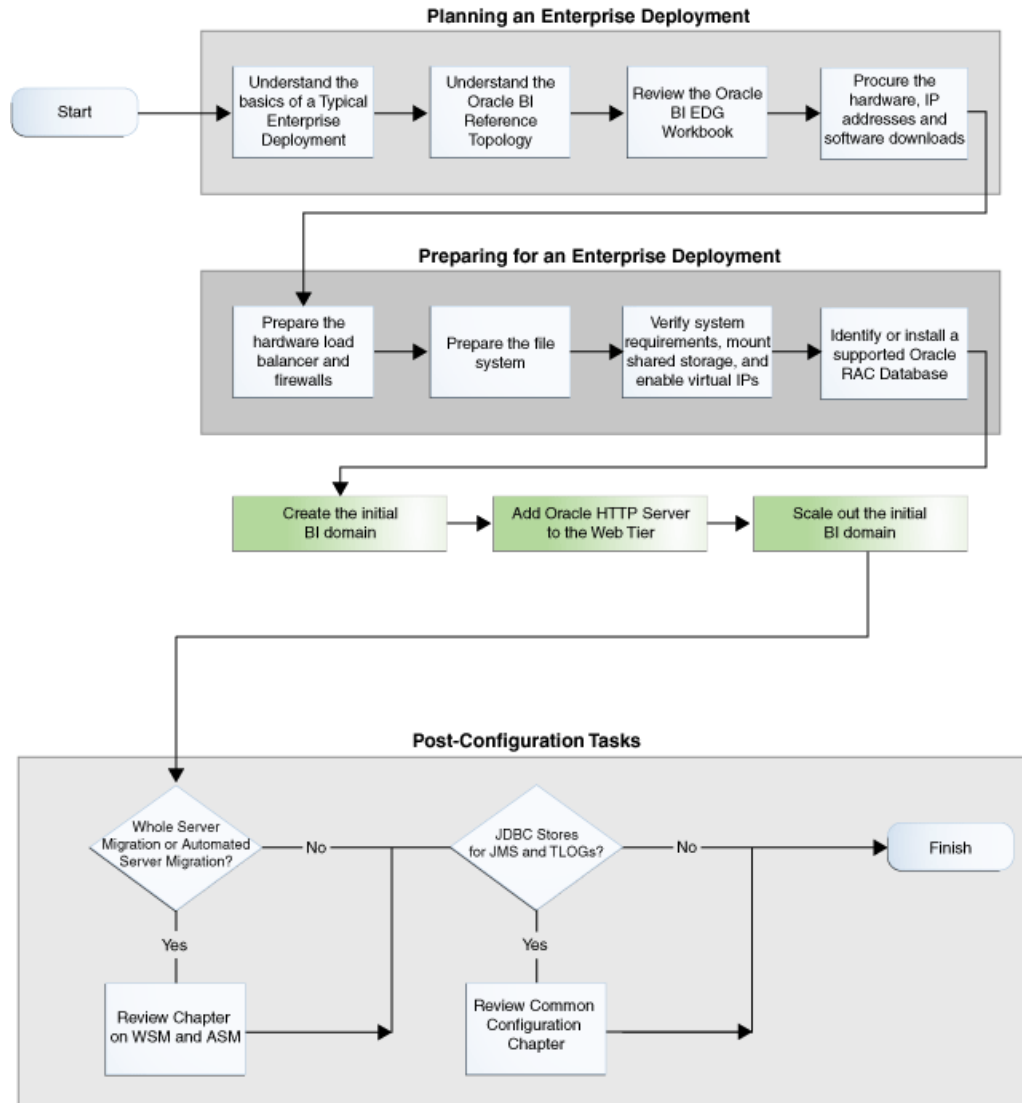 Planning an Enterprise Deployment
Start
Understand the
basics of a Typical
Enterprise
Deployment
Understand the
Oracle BI
Reference
Topology
Review the Oracle
BI EDG
Workbook
Procure the
hardware, IP
addresses and
software downloads
Preparing for an Enterprise Deployment
Prepare the
hardware load
balancer and
firewalls
Prepare the file
system
Verify system
requirements, mount
shared storage, and
enable virtual IPs
Identify or install a
supported Oracle
RAC Database
Create the initial
BI domain
Add Oracle HTTP Server
to the Web Tier
Scale out the initial
BI domain
Post-Configuration Tasks
Whole Server
Migration or Automated
Server Migration?
No
JDBC Stores
for JMS and TLOGs?
No
Finish
Yes
Yes
Review Chapter
on WSM and ASM
Review Common
Configuration
Chapter